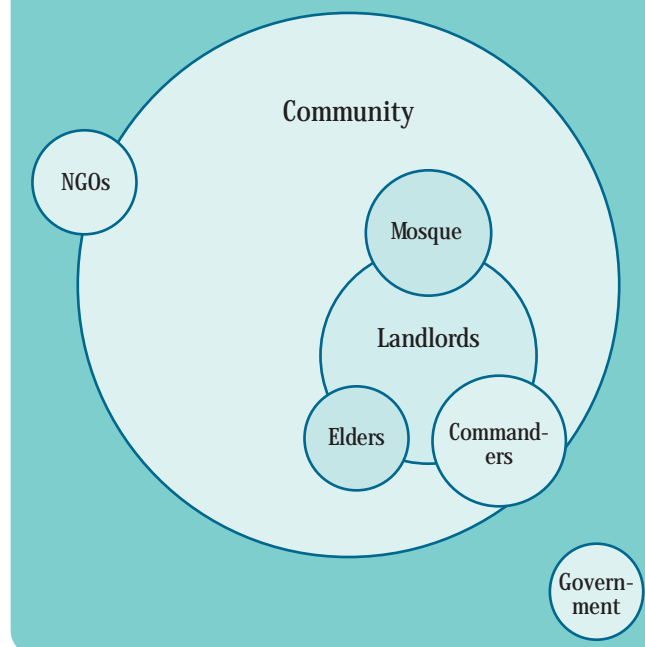 Community
NGOs
Mosque
Landlords
Elders
Command-
ers
Govern-
ment